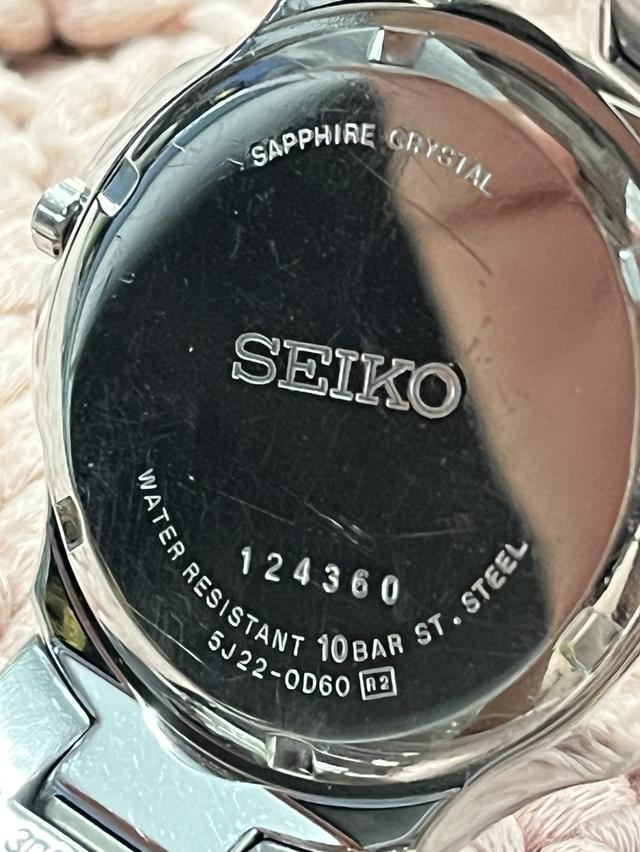 SAPPHIRE CRYSTAL
SEIKO
124360
WATER RESISTANT 10BAR ST. STEEL
5J22-0D60 R2